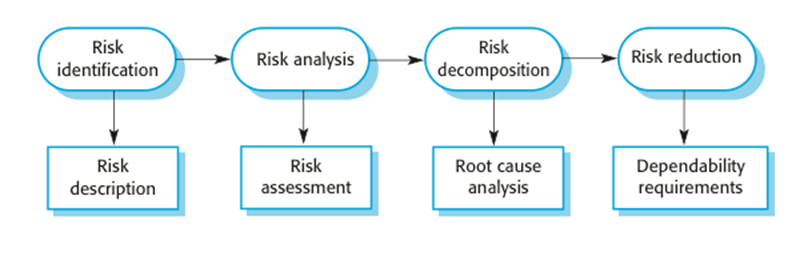 Risk
identification
Risk analysis
Risk
decomposition
Risk reduction
Risk
description
Risk
assessment
Root cause
analysis
Dependability
requirements